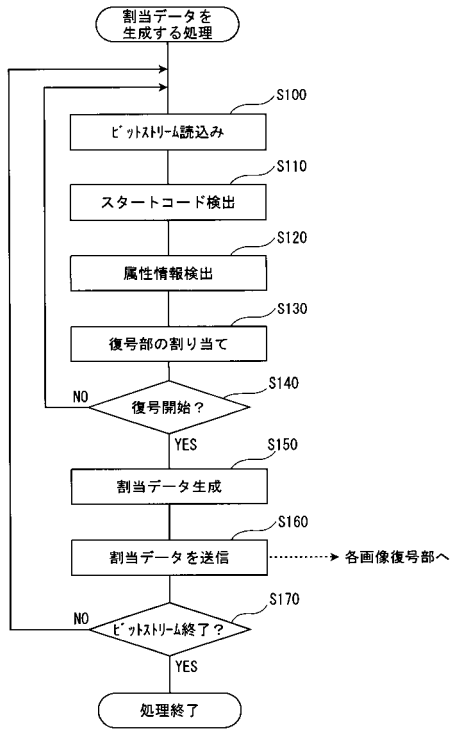 割当データを
生成する処理
S100
ビットストリーム読込み
S110
スタートコード検出
S120
属性情報検出
S130
復号部の割り当て
S140
NO
復号開始？
YES
S150
割当データ生成
S160
割当データを送信
各画像復号部へ
S170
NO
ビットストリーム終了？
YES
処理終了